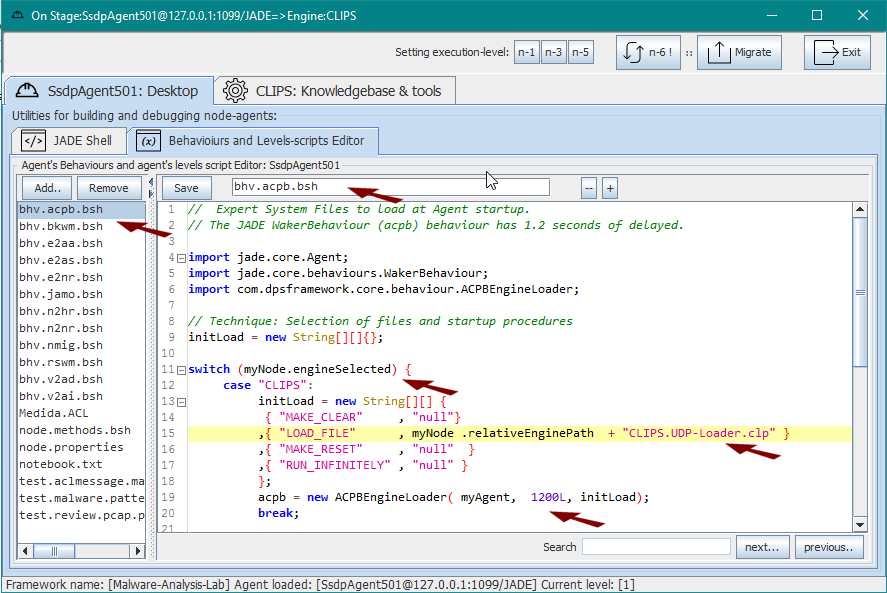 On Stage:SsdpAgent501@127.0.0.1:1099/JADE=>Engine:CLIPS
Setting execution-level: n-1 n-3 n-5 n-6 ! :: Migrate Exit
SsdpAgent501: Desktop CLIPS: Knowledgebase & tools
Utilities for building and debugging node-agents:
</> JADE Shell (x) Behavioiurs and Levels-scripts Editor
Agent's Behaviours and agent's levels script Editor: SsdpAgent501
Add.. Remove Save bhv.acpb.bsh -- +
bhv.acpb.bsh
bhv.bkwm.bsh
bhv.e2aa.bsh
bhv.e2as.bsh
bhv.e2nr.bsh
bhv.jamo.bsh
bhv.n2hr.bsh
bhv.n2nr.bsh
bhv.nmig.bsh
bhv.rswm.bsh
bhv.v2ad.bsh
bhv.v2ai.bsh
Medida.ACL
node.methods.bsh
node.properties
notebook.txt
test.aclmessage.ma
test.malware.patte
test.review.pcap.p
1 // Expert System Files to load at Agent startup.
2 // The JADE WakerBehaviour (acpb) behaviour has 1.2 seconds of delayed.
3
4 import jade.core.Agent;
5 import jade.core.behaviours.WakerBehaviour;
6 import com.dpsframework.core.behaviour.ACPBEngineLoader;
7
8 // Technique: Selection of files and startup procedures
9 initLoad = new String[][]{};
10
11 switch (myNode.engineSelected) {
12 case "CLIPS":
13 initLoad = new String[][] {
14 { "MAKE_CLEAR" , "null"}
15 ,{ "LOAD_FILE" , myNode .relativeEnginePath + "CLIPS.UDP-Loader.clp" }
16 ,{ "MAKE_RESET" , "null" }
17 ,{ "RUN_INFINITELY" , "null" }
18 };
19 acpb = new ACPBEngineLoader( myAgent, 1200L, initLoad);
20 break;
21
Search next... previous..
Framework name: [Malware-Analysis-Lab] Agent loaded: [SsdpAgent501@127.0.0.1:1099/JADE] Current level: [1]